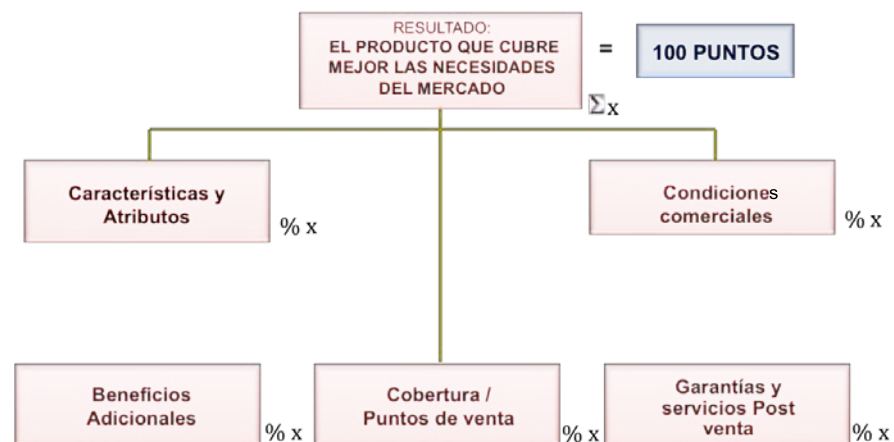 RESULTADO:
EL PRODUCTO QUE CUBRE
MEJOR LAS NECESIDADES
DEL MERCADO
=
100 PUNTOS
Σx
Características y
Atributos
% x
Condiciones
comerciales
% x
Beneficios
Adicionales
% x
Cobertura /
Puntos de venta
% x
Garantías y
servicios Post
venta
% x